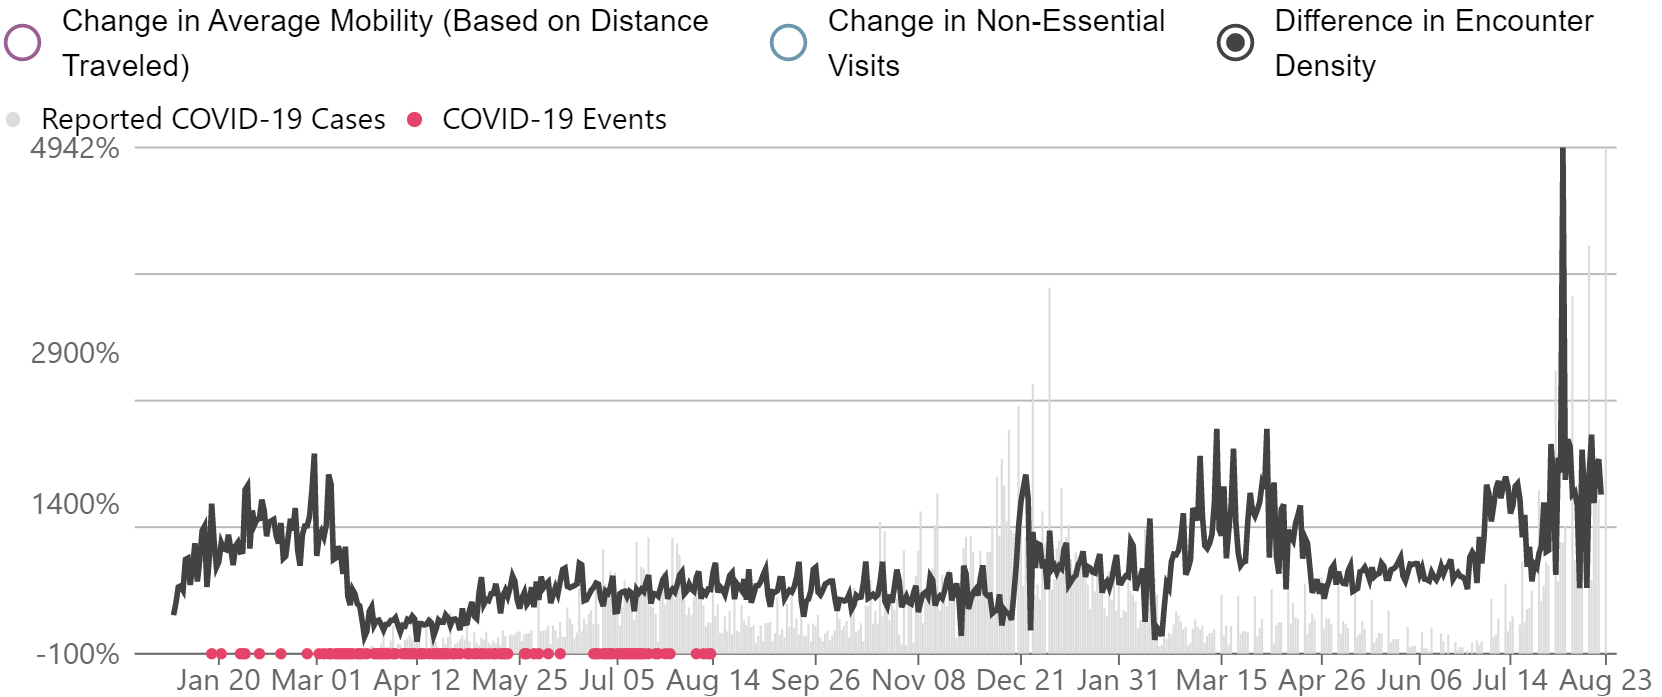 Change in Average Mobility (Based on Distance Traveled)
Change in Non-Essential Visits
Difference in Encounter Density
Reported COVID-19 Cases
COVID-19 Events
4942%
2900%
1400%
-100%
Jan 20 Mar 01 Apr 12 May 25 Jul 05 Aug 14 Sep 26 Nov 08 Dec 21 Jan 31 Mar 15 Apr 26 Jun 06 Jul 14 Aug 23